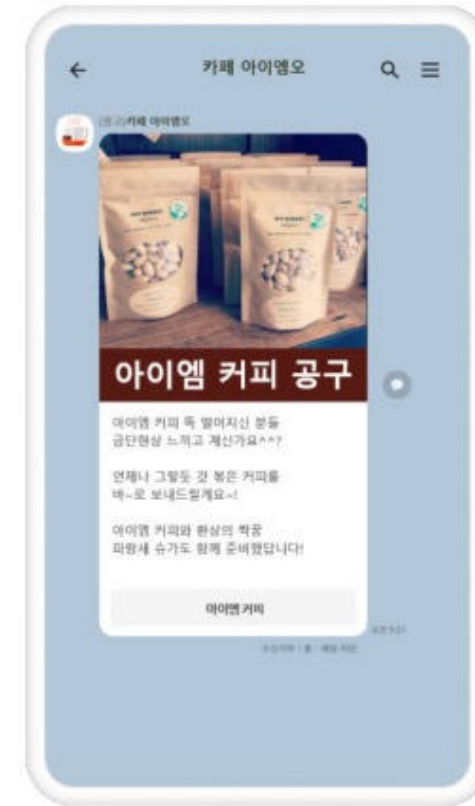 카페 아이엠오
(광고)카페 아이엠오
아이엠 커피 공구
아이엠 커피 똑 떨어지신 분들
금단현상 느끼고 계신가요^^?
언제나 그렇듯 갓 볶은 커피를
바~로 보내드릴게요~!
아이엠 커피와 환상의 짝꿍
파랑새 슈가도 함께 준비했답니다!
아이엠 커피